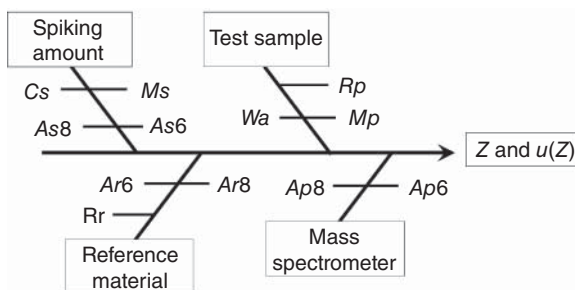 Spiking
amount
Test sample
Cs
Ms
Rp
As8
As6
Wa
Mp
Z and u(Z)
Ar6
Ar8
Ap8
Ap6
Rr
Reference
material
Mass
spectrometer